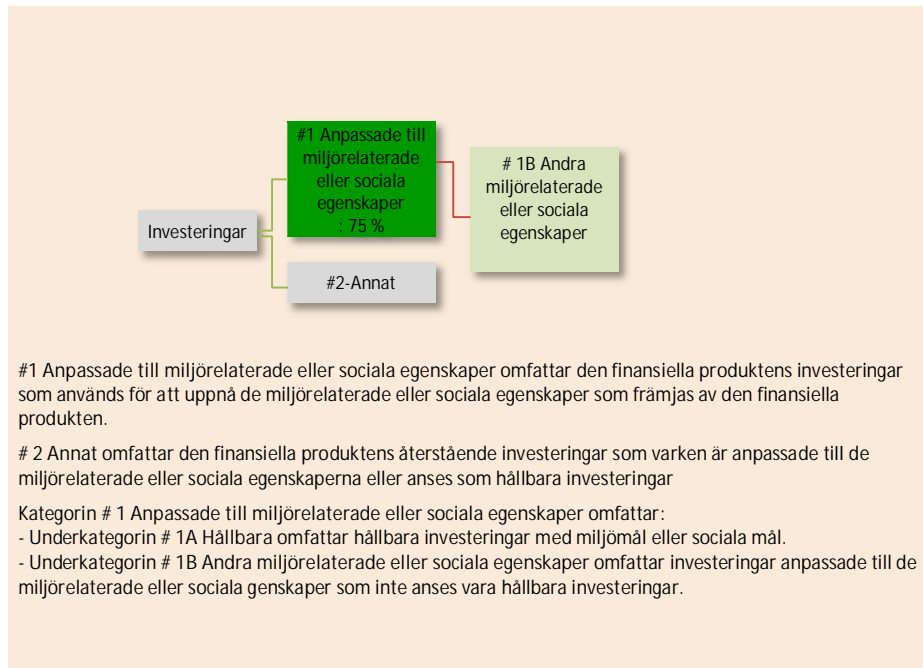 #1 Anpassade till
miljörelaterade
eller sociala
egenskaper
: 75 %
# 1B Andra
miljörelaterade
eller sociala
egenskaper
Investeringar
#2-Annat
#1 Anpassade till miljörelaterade eller sociala egenskaper omfattar den finansiella produktens investeringar
som används för att uppnå de miljörelaterade eller sociala egenskaper som främjas av den finansiella
produkten.
# 2 Annat omfattar den finansiella produktens återstående investeringar som varken är anpassade till de
miljörelaterade eller sociala egenskaperna eller anses som hållbara investeringar
Kategorin # 1 Anpassade till miljörelaterade eller sociala egenskaper omfattar:
- Underkategorin # 1A Hållbara omfattar hållbara investeringar med miljömål eller sociala mål.
- Underkategorin # 1B Andra miljörelaterade eller sociala egenskaper omfattar investeringar anpassade till de
miljörelaterade eller sociala genskaper som inte anses vara hållbara investeringar.